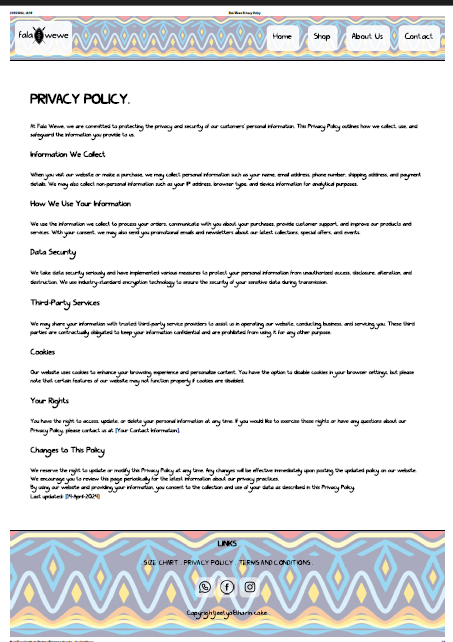 fala wewe
Home
Shop
About Us
Contact
PRIVACY POLICY.
At Fala Wewe, we are committed to protecting the privacy and security of our customers' personal information. This Privacy Policy outlines how we collect, use, and
safeguard the information you provide to us.
Information We Collect
When you visit our website or make a purchase, we may collect personal information such as your name, email address, phone number, shipping address, and payment
details. We may also collect non-personal information such as your IP address, browser type, and device information for analytical purposes.
How We Use Your Information
We use the information we collect to process your orders, communicate with you about your purchases, provide customer support, and improve our products and
services. With your consent, we may also send you promotional emails and newsletters about our latest collections, special offers, and events.
Data Security
We take data security seriously and have implemented various measures to protect your personal information from unauthorized access, disclosure, alteration, and
destruction. We use industry-standard encryption technology to ensure the security of your sensitive data during transmission.
Third-Party Services
We may share your information with trusted third-party service providers to assist us in operating our website, conducting business, and servicing you. These third
parties are contractually obligated to keep your information confidential and are prohibited from using it for any other purpose.
Cookies
Our website uses cookies to enhance your browsing experience and personalize content. You have the option to disable cookies in your browser settings, but please
note that certain features of our website may not function properly if cookies are disabled.
Your Rights
You have the right to access, update, or delete your personal information at any time. If you would like to exercise these rights or have any questions about our
Privacy Policy, please contact us at [Your Contact Information].
Changes to This Policy
We reserve the right to update or modify this Privacy Policy at any time. Any changes will be effective immediately upon posting the updated policy on our website.
We encourage you to review this page periodically for the latest information about our privacy practices.
By using our website and providing your information, you consent to the collection and use of your data as described in this Privacy Policy.
Last updated: [14-April-2024]
LINKS
SIZE CHART . PRIVACY POLICY . TERMS AND CONDITIONS .